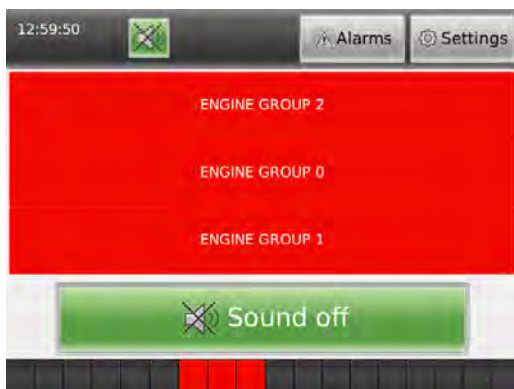 12:59:50
Alarms
Settings
ENGINE GROUP 2
ENGINE GROUP 0
ENGINE GROUP 1
Sound off